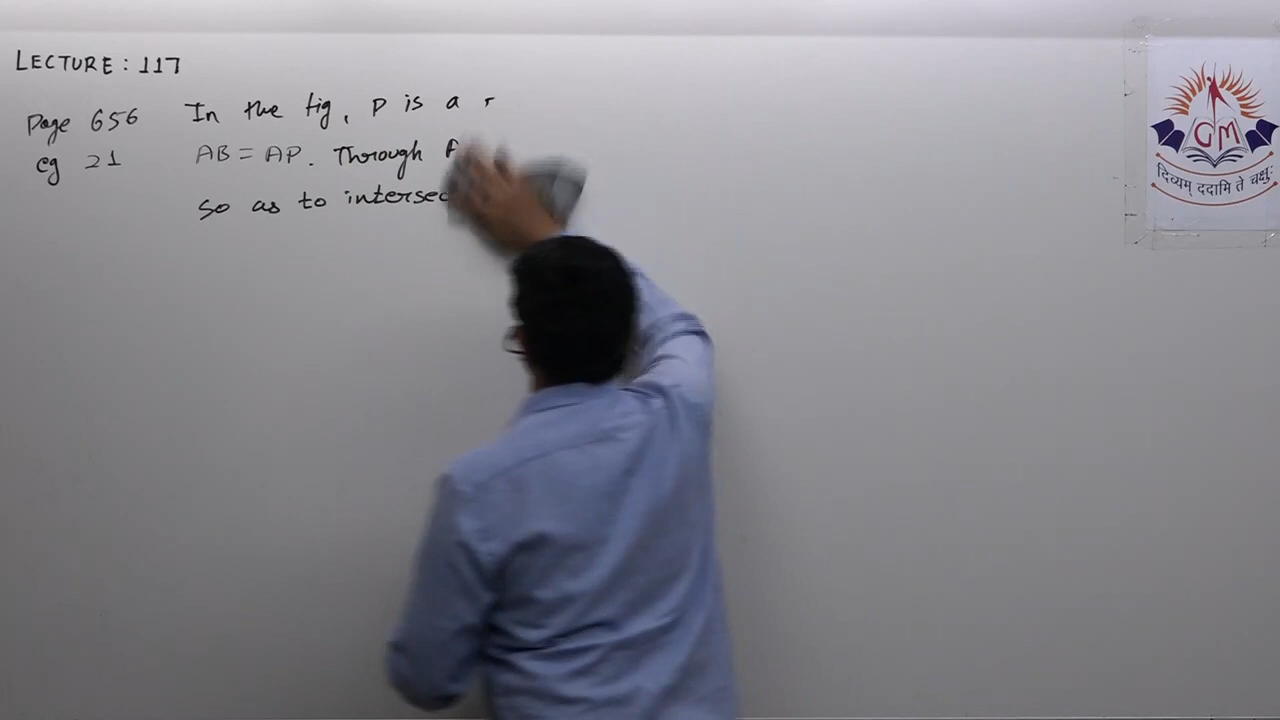 LECTURE : 117
Page 656 In the fig, P is a
eg 21 AB = AP. Through
so as to intersec
GM
दिव्यम् ददामि ते चक्षुः